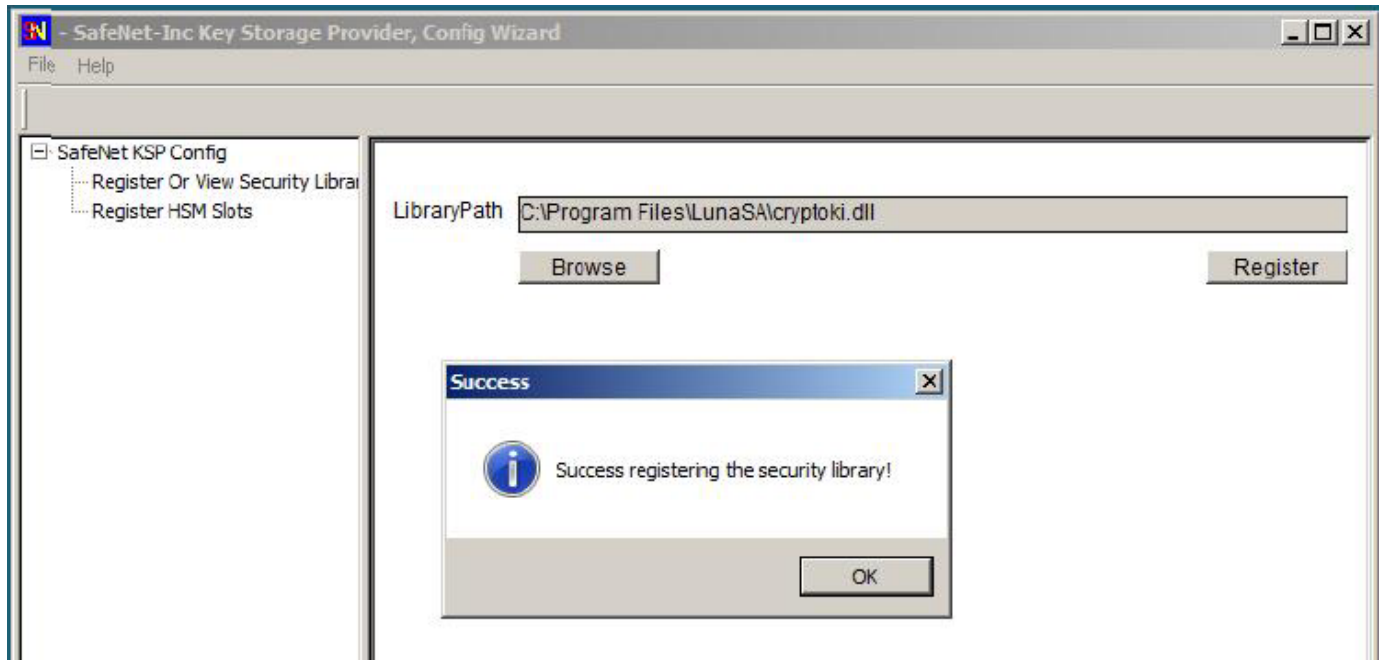 - SafeNet-Inc Key Storage Provider, Config Wizard
File Help
SafeNet KSP Config
Register Or View Security Librar
Register HSM Slots
LibraryPath C:\Program Files\LunaSA\cryptoki.dll
Browse Register
Success
Success registering the security library!
OK